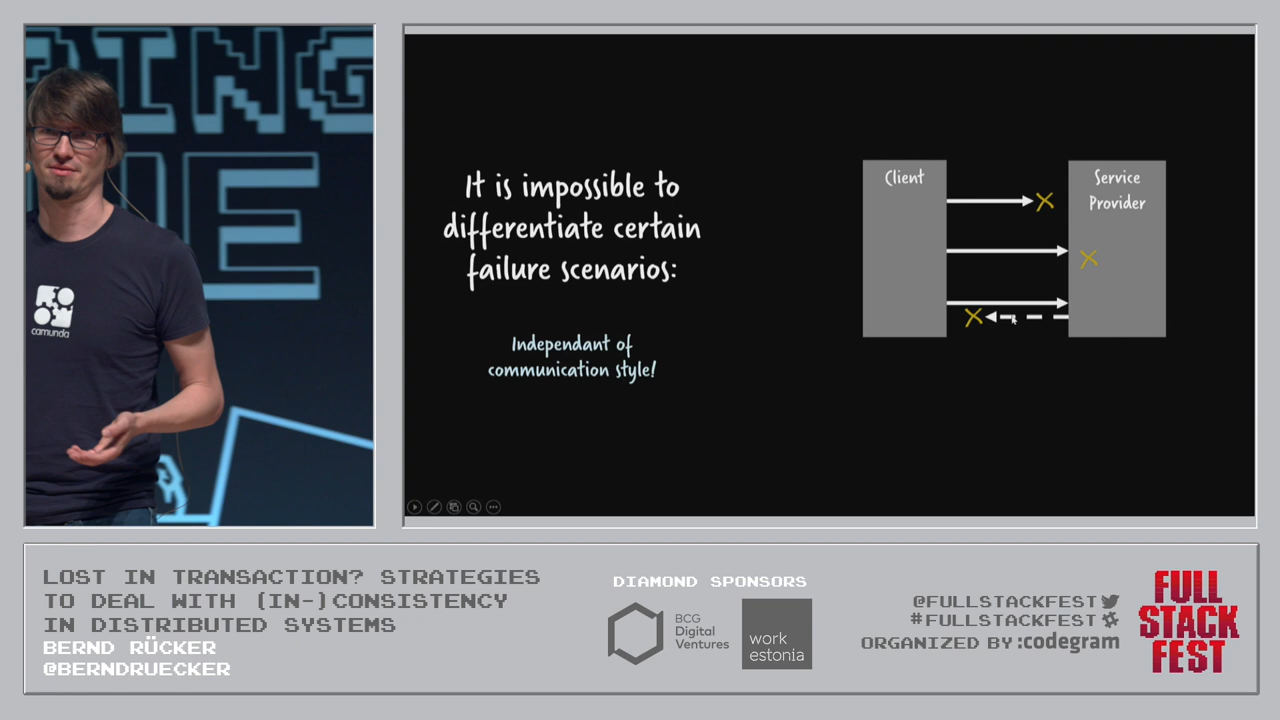 RING
UE
camunda
It is impossible to
differentiate certain
failure scenarios:
Independant of
communication style!
Client
Service
Provider
LOST IN TRANSACTION? STRATEGIES
TO DEAL WITH (IN-)CONSISTENCY
IN DISTRIBUTED SYSTEMS
BERND RÜCKER
@BERNDRUECKER
DIAMOND SPONSORS
BCG
Digital
Ventures
work
estonia
@FULLSTACKFEST
#FULLSTACKFEST
ORGANIZED BY :codegram
FULL
STACK
FEST